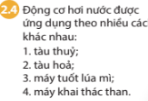 2.4 Động cơ hơi nước được
ứng dụng theo nhiều các
khác nhau:
1. tàu thuỷ;
2. tàu hoả;
3. máy tuốt lúa mì;
4. máy khai thác than.